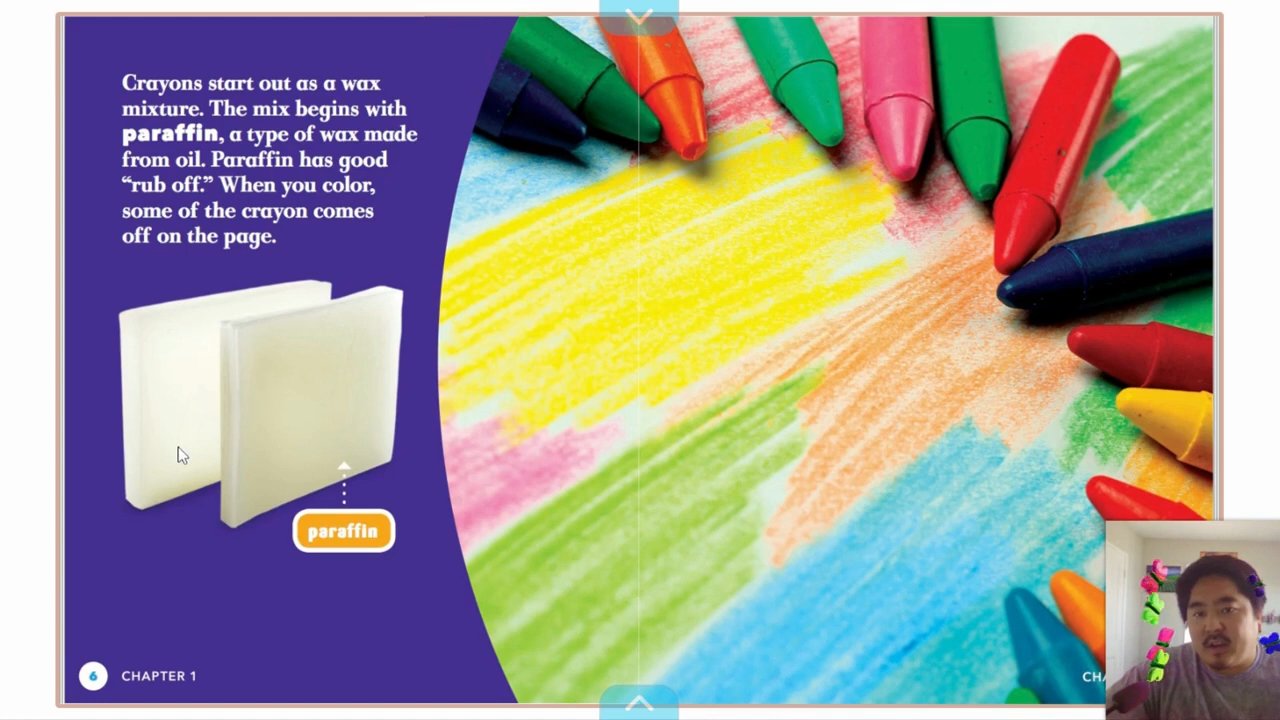 Crayons start out as a wax
mixture. The mix begins with
paraffin, a type of wax made
from oil. Paraffin has good
“rub off.” When you color,
some of the crayon comes
off on the page.
paraffin
6 CHAPTER 1